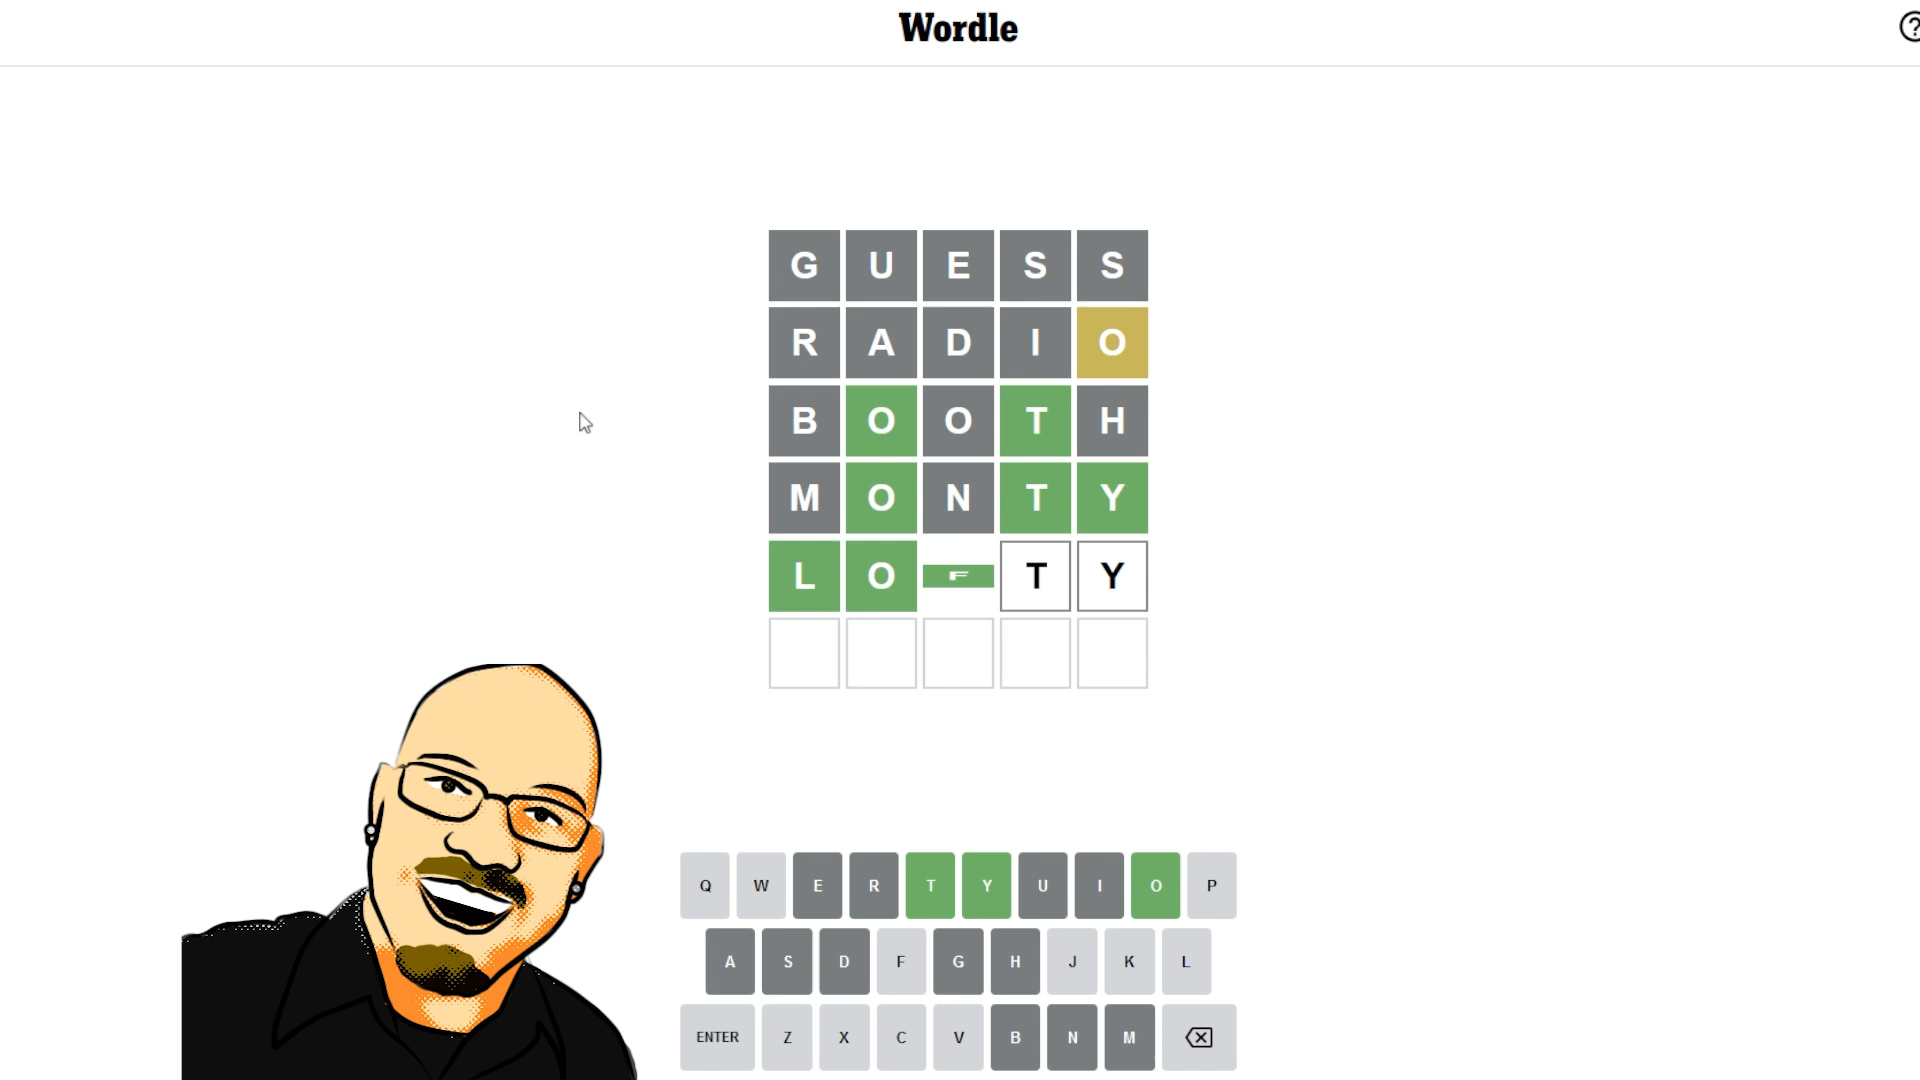 Wordle
?
G U E S S
R A D I O
B O O T H
M O N T Y
L O F T Y
Q W E R T Y U I O P
A S D F G H J K L
ENTER Z X C V B N M